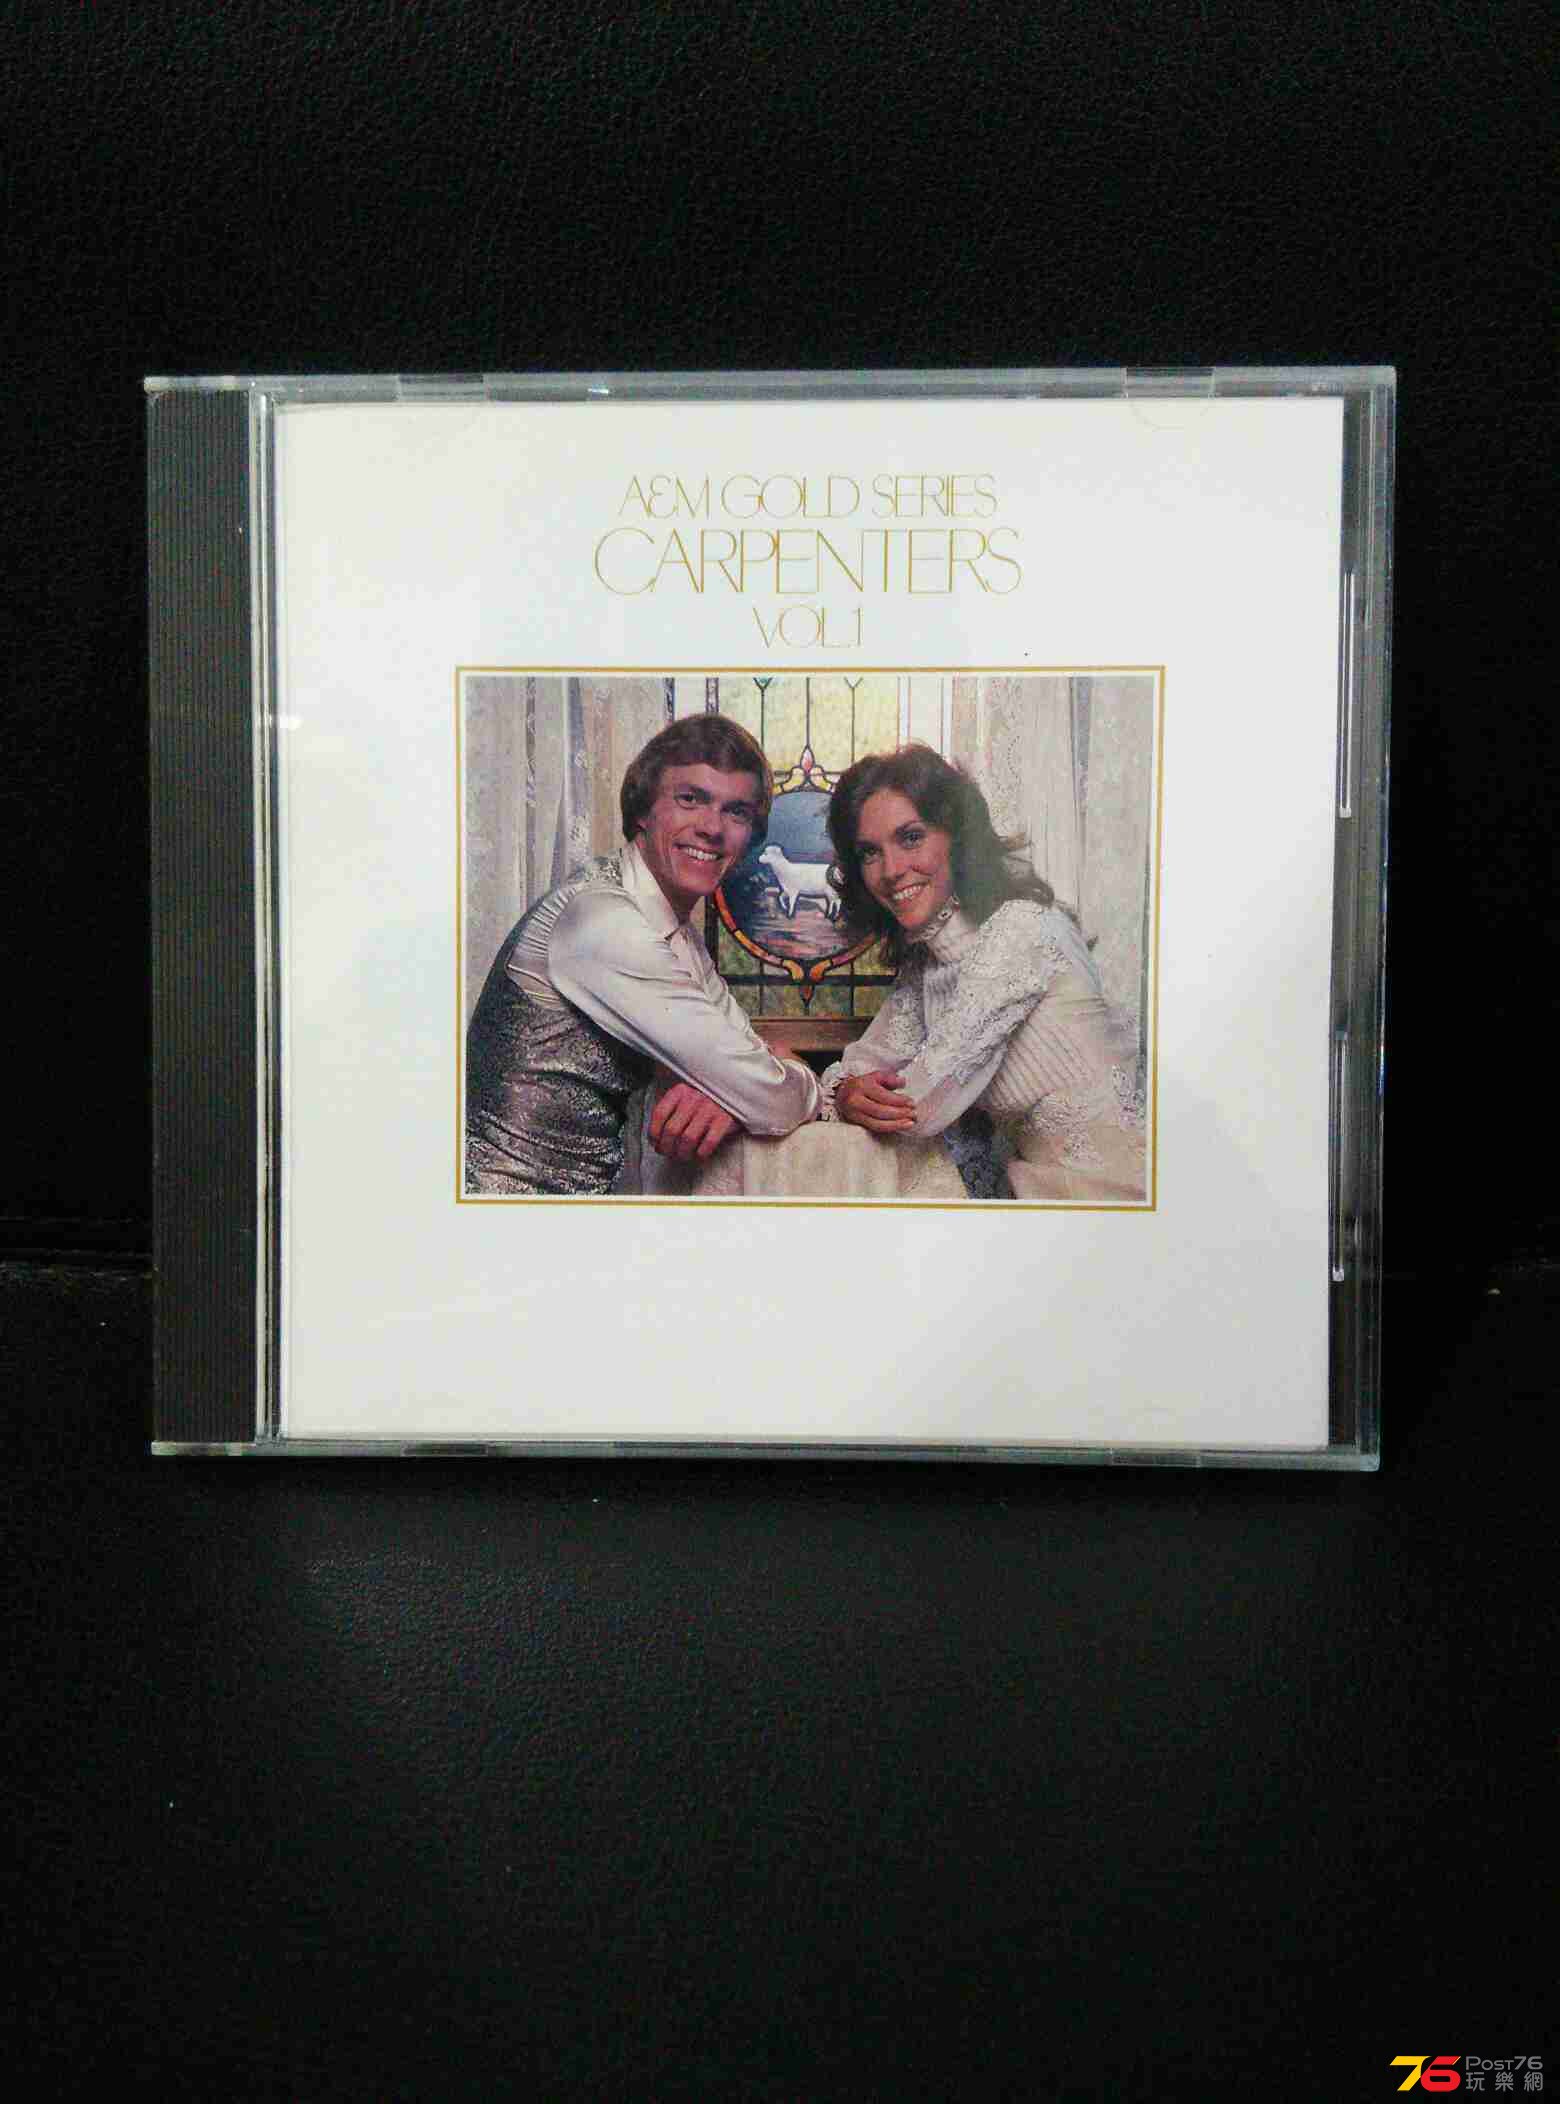 A&M GOLD SERIES
CARPENTERS
VOL.1
76 POST76
玩樂網